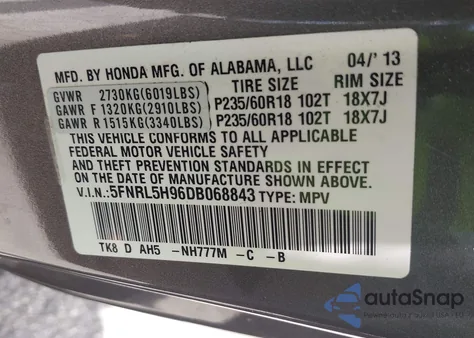 MFD. BY HONDA MFG. OF ALABAMA, LLC 04/'13
TIRE SIZE RIM SIZE
GVWR 2730KG(6019LBS)
GAWR F 1320KG(2910LBS) P235/60R18 102T 18X7J
GAWR R 1515KG(3340LBS) P235/60R18 102T 18X7J
THIS VEHICLE CONFORMS TO ALL APPLICABLE
FEDERAL MOTOR VEHICLE SAFETY
AND THEFT PREVENTION STANDARDS IN EFFECT
ON THE DATE OF MANUFACTURE SHOWN ABOVE.
V.I.N.:5FNRL5H96DB068843 TYPE: MPV
TK8 D AH5 -NH777M -C -B
autoSnap